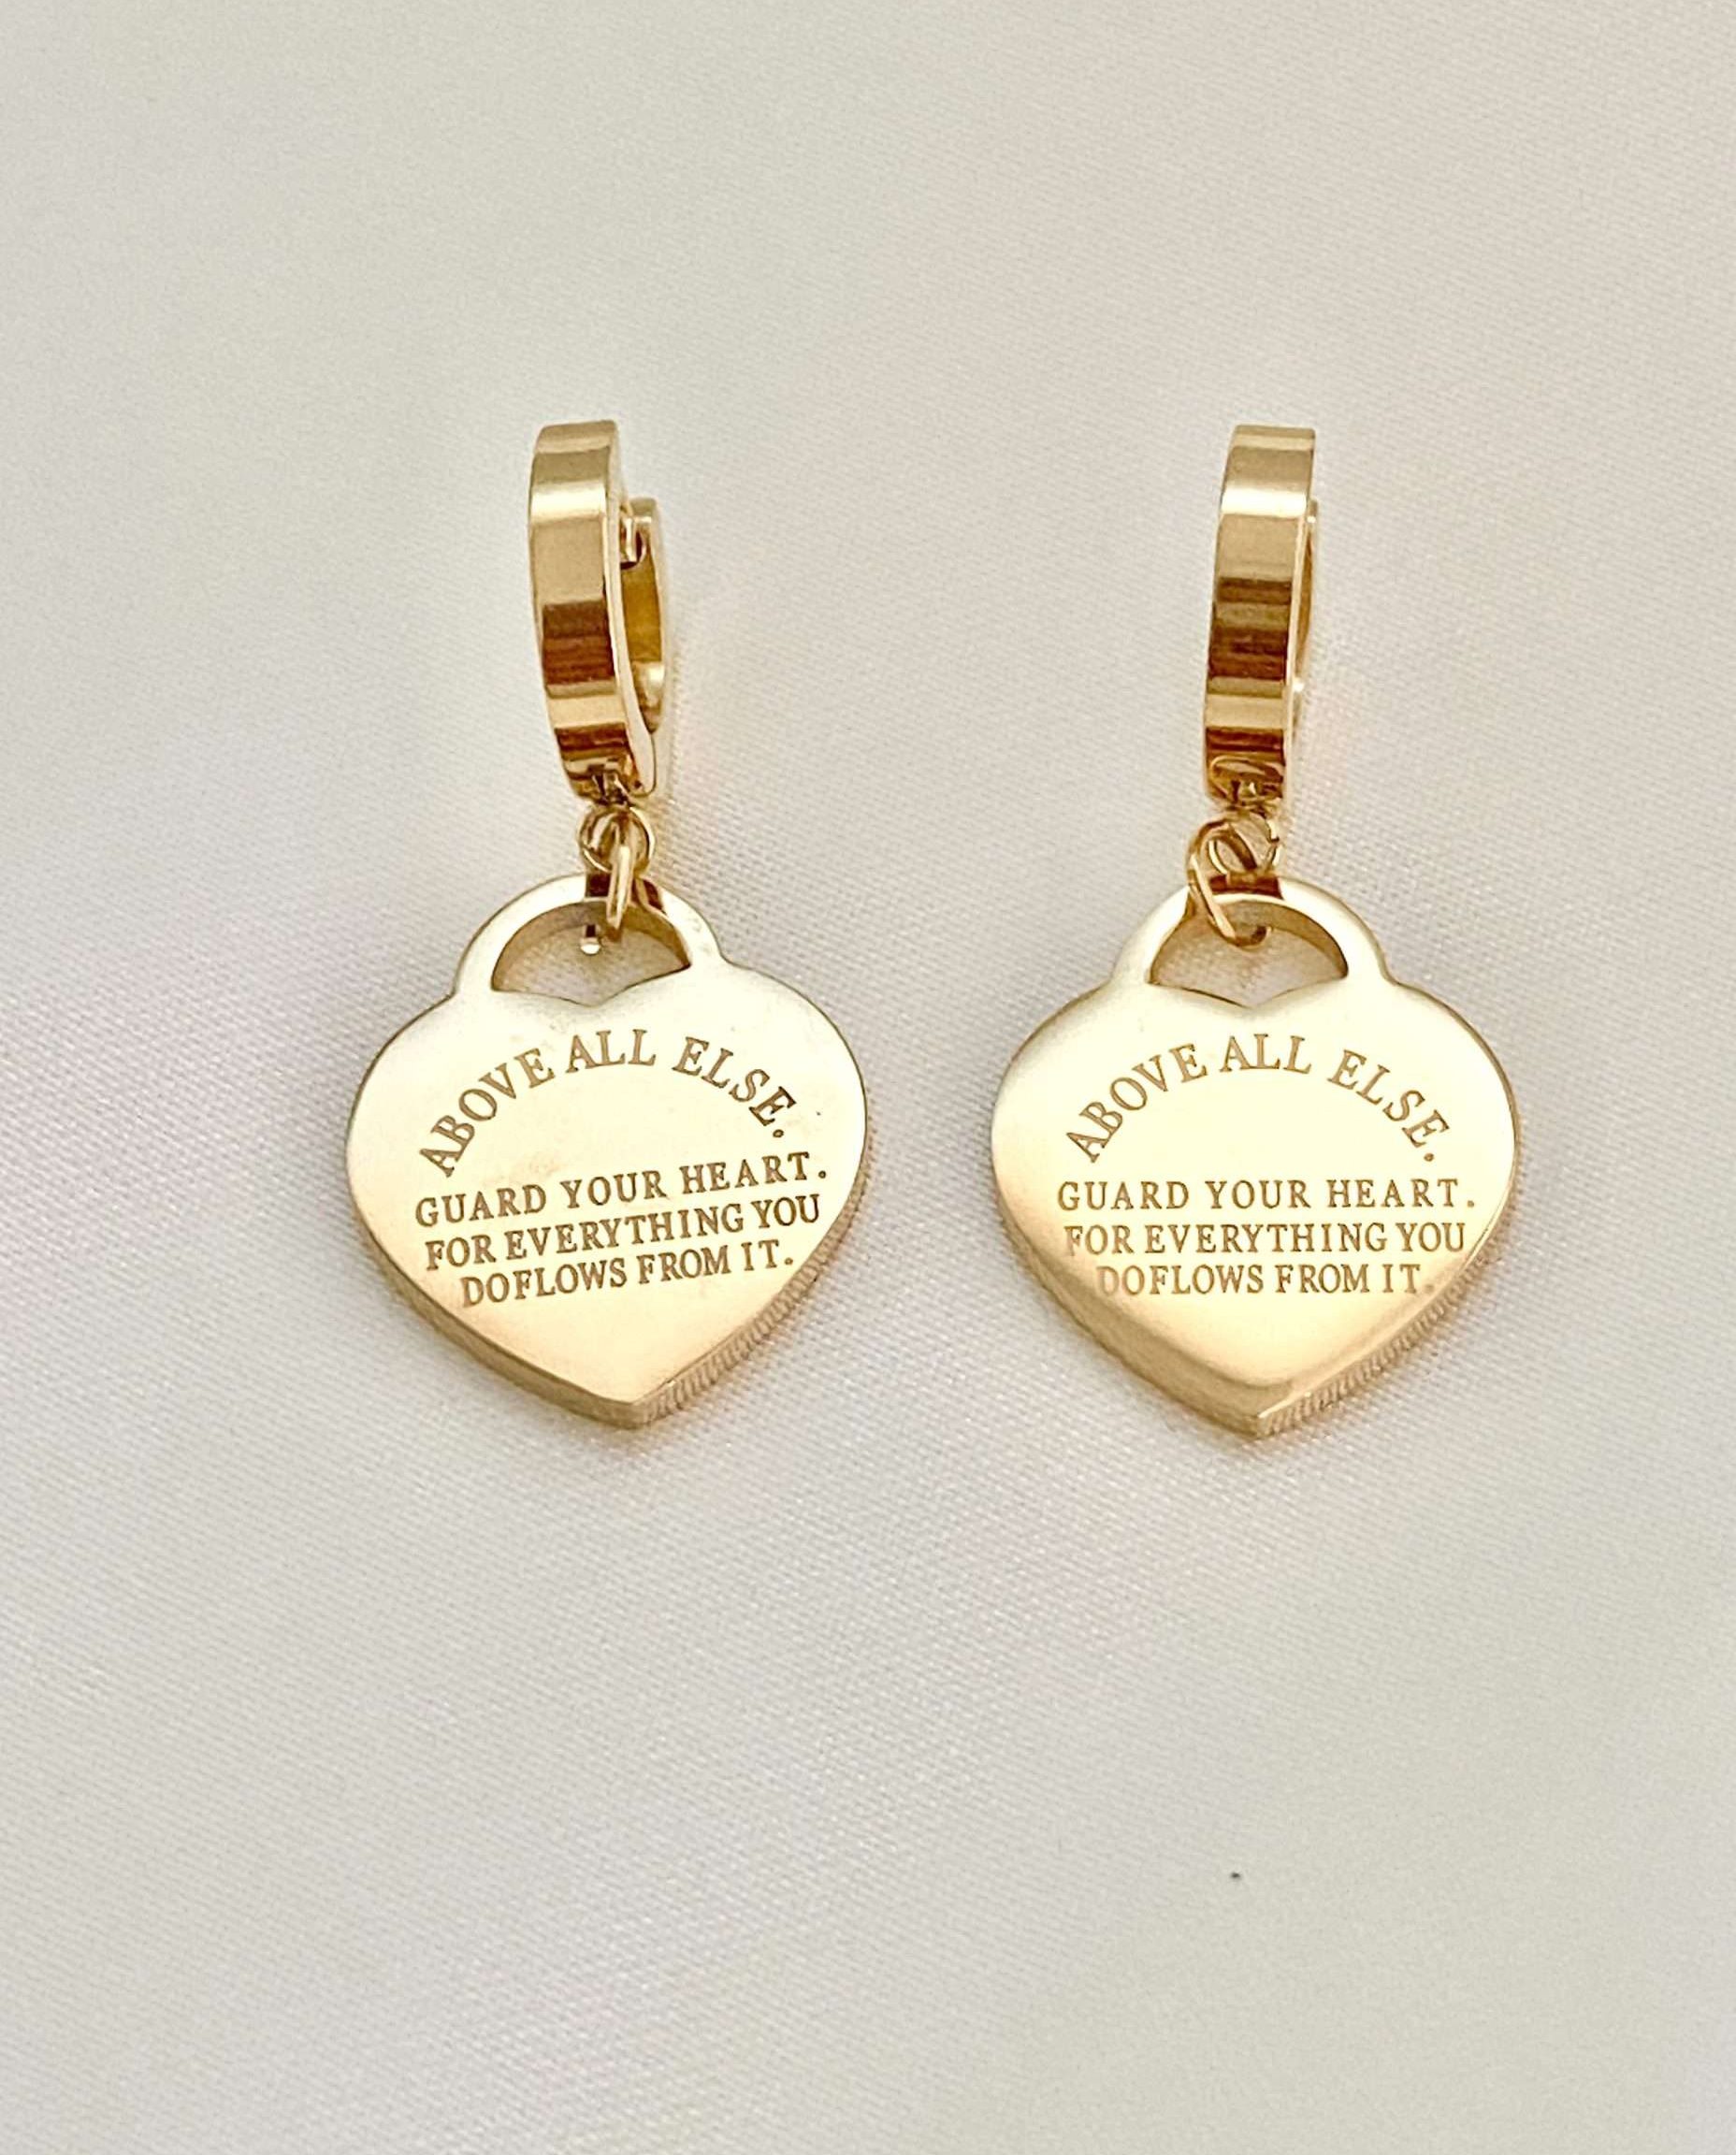 ABOVE ALL ELSE.
GUARD YOUR HEART.
FOR EVERYTHING YOU
DOFLOWS FROM IT.
ABOVE ALL ELSE.
GUARD YOUR HEART.
FOR EVERYTHING YOU
DOFLOWS FROM IT.